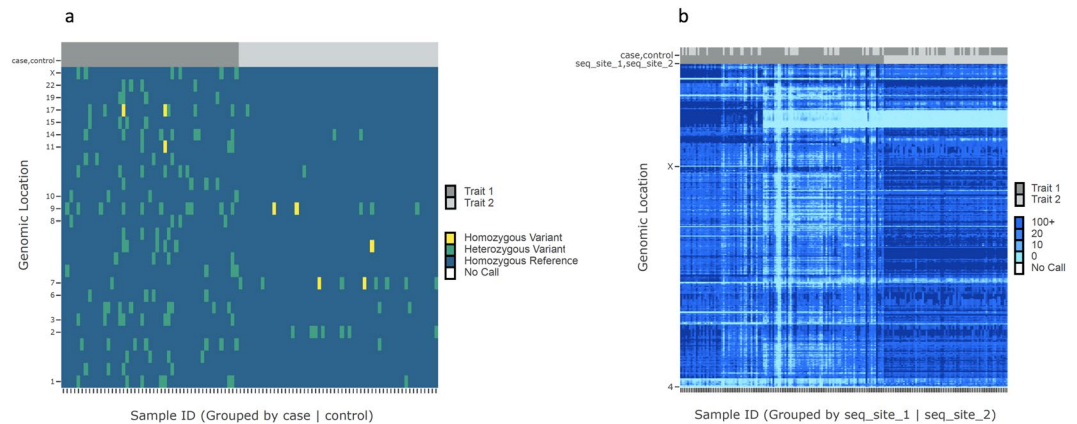 a
case,control
X
22
19
17
15
14
11
10
9
8
7
6
3
2
1
Genomic Location
Sample ID (Grouped by case | control)
Trait 1
Trait 2
Homozygous Variant
Heterozygous Variant
Homozygous Reference
No Call
b
case,control
seq_site_1,seq_site_2
X
4
Genomic Location
Sample ID (Grouped by seq_site_1 | seq_site_2)
Trait 1
Trait 2
100+
20
10
0
No Call